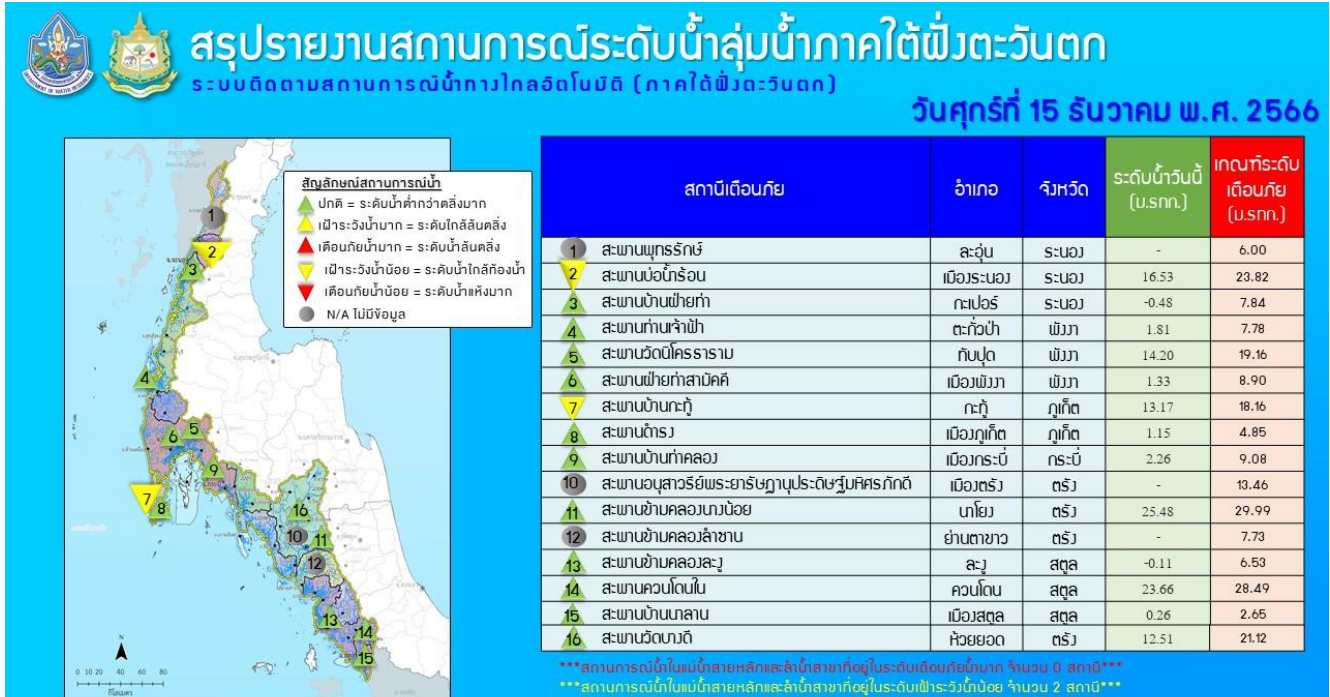 สรุปรายงานสถานการณ์ระดับน้ำลุ่มน้ำภาคใต้ฝั่งตะวันตก
ระบบติดตามสถานการณ์น้ำทางไกลอัตโนมัติ (ภาคใต้ฝั่งตะวันตก)
วันศุกร์ที่ 15 ธันวาคม พ.ศ. 2566
สัญลักษณ์สถานการณ์น้ำ
ปกติ = ระดับน้ำต่ำกว่าตลิ่งมาก
เฝ้าระวังน้ำมาก = ระดับใกล้ล้นตลิ่ง
เตือนภัยน้ำมาก = ระดับน้ำล้นตลิ่ง
เฝ้าระวังน้ำน้อย = ระดับน้ำใกล้ท้องน้ำ
เตือนภัยน้ำน้อย = ระดับน้ำแห้งมาก
N/A ไม่มีข้อมูล
1
2
3
4
5
6
9
7
8
16
10
11
12
13
14
15
N
0 10 20 40 60 80
กิโลเมตร
สถานีเตือนภัย อำเภอ จังหวัด ระดับน้ำวันนี้ (ม.รทก.) เกณฑ์ระดับเตือนภัย (ม.รทก.)
1 สะพานพุทธรักษ์ ละอุ่น ระนอง - 6.00
2 สะพานบ่อน้ำร้อน เมืองระนอง ระนอง 16.53 23.82
3 สะพานบ้านฝ่ายท่า กะเปอร์ ระนอง -0.48 7.84
4 สะพานท่านเจ้าฟ้า ตะกั่วป่า พังงา 1.81 7.78
5 สะพานวัดนิโครธาราม ทับปุด พังงา 14.20 19.16
6 สะพานฝ่ายท่าสามัคคี เมืองพังงา พังงา 1.33 8.90
7 สะพานบ้านกะทู้ กะทู้ ภูเก็ต 13.17 18.16
8 สะพานดำรง เมืองภูเก็ต ภูเก็ต 1.15 4.85
9 สะพานบ้านท่าคลอง เมืองกระบี่ กระบี่ 2.26 9.08
10 สะพานอนุสาวรีย์พระยารัษฎานุประดิษฐ์มหิศรภักดี เมืองตรัง ตรัง - 13.46
11 สะพานข้ามคลองนางน้อย นาโยง ตรัง 25.48 29.99
12 สะพานข้ามคลองลำชาน ย่านตาขาว ตรัง - 7.73
13 สะพานข้ามคลองละงู ละงู สตูล -0.11 6.53
14 สะพานควนโดนใน ควนโดน สตูล 23.66 28.49
15 สะพานบ้านนาลาน เมืองสตูล สตูล 0.26 2.65
16 สะพานวัดบางดี ห้วยยอด ตรัง 12.51 21.12
***สถานการณ์น้ำในแม่น้ำสายหลักและลำน้ำสาขาที่อยู่ในระดับเตือนภัยน้ำมาก จำนวน 0 สถานี***
***สถานการณ์น้ำในแม่น้ำสายหลักและลำน้ำสาขาที่อยู่ในระดับเฝ้าระวังน้ำน้อย จำนวน 2 สถานี***